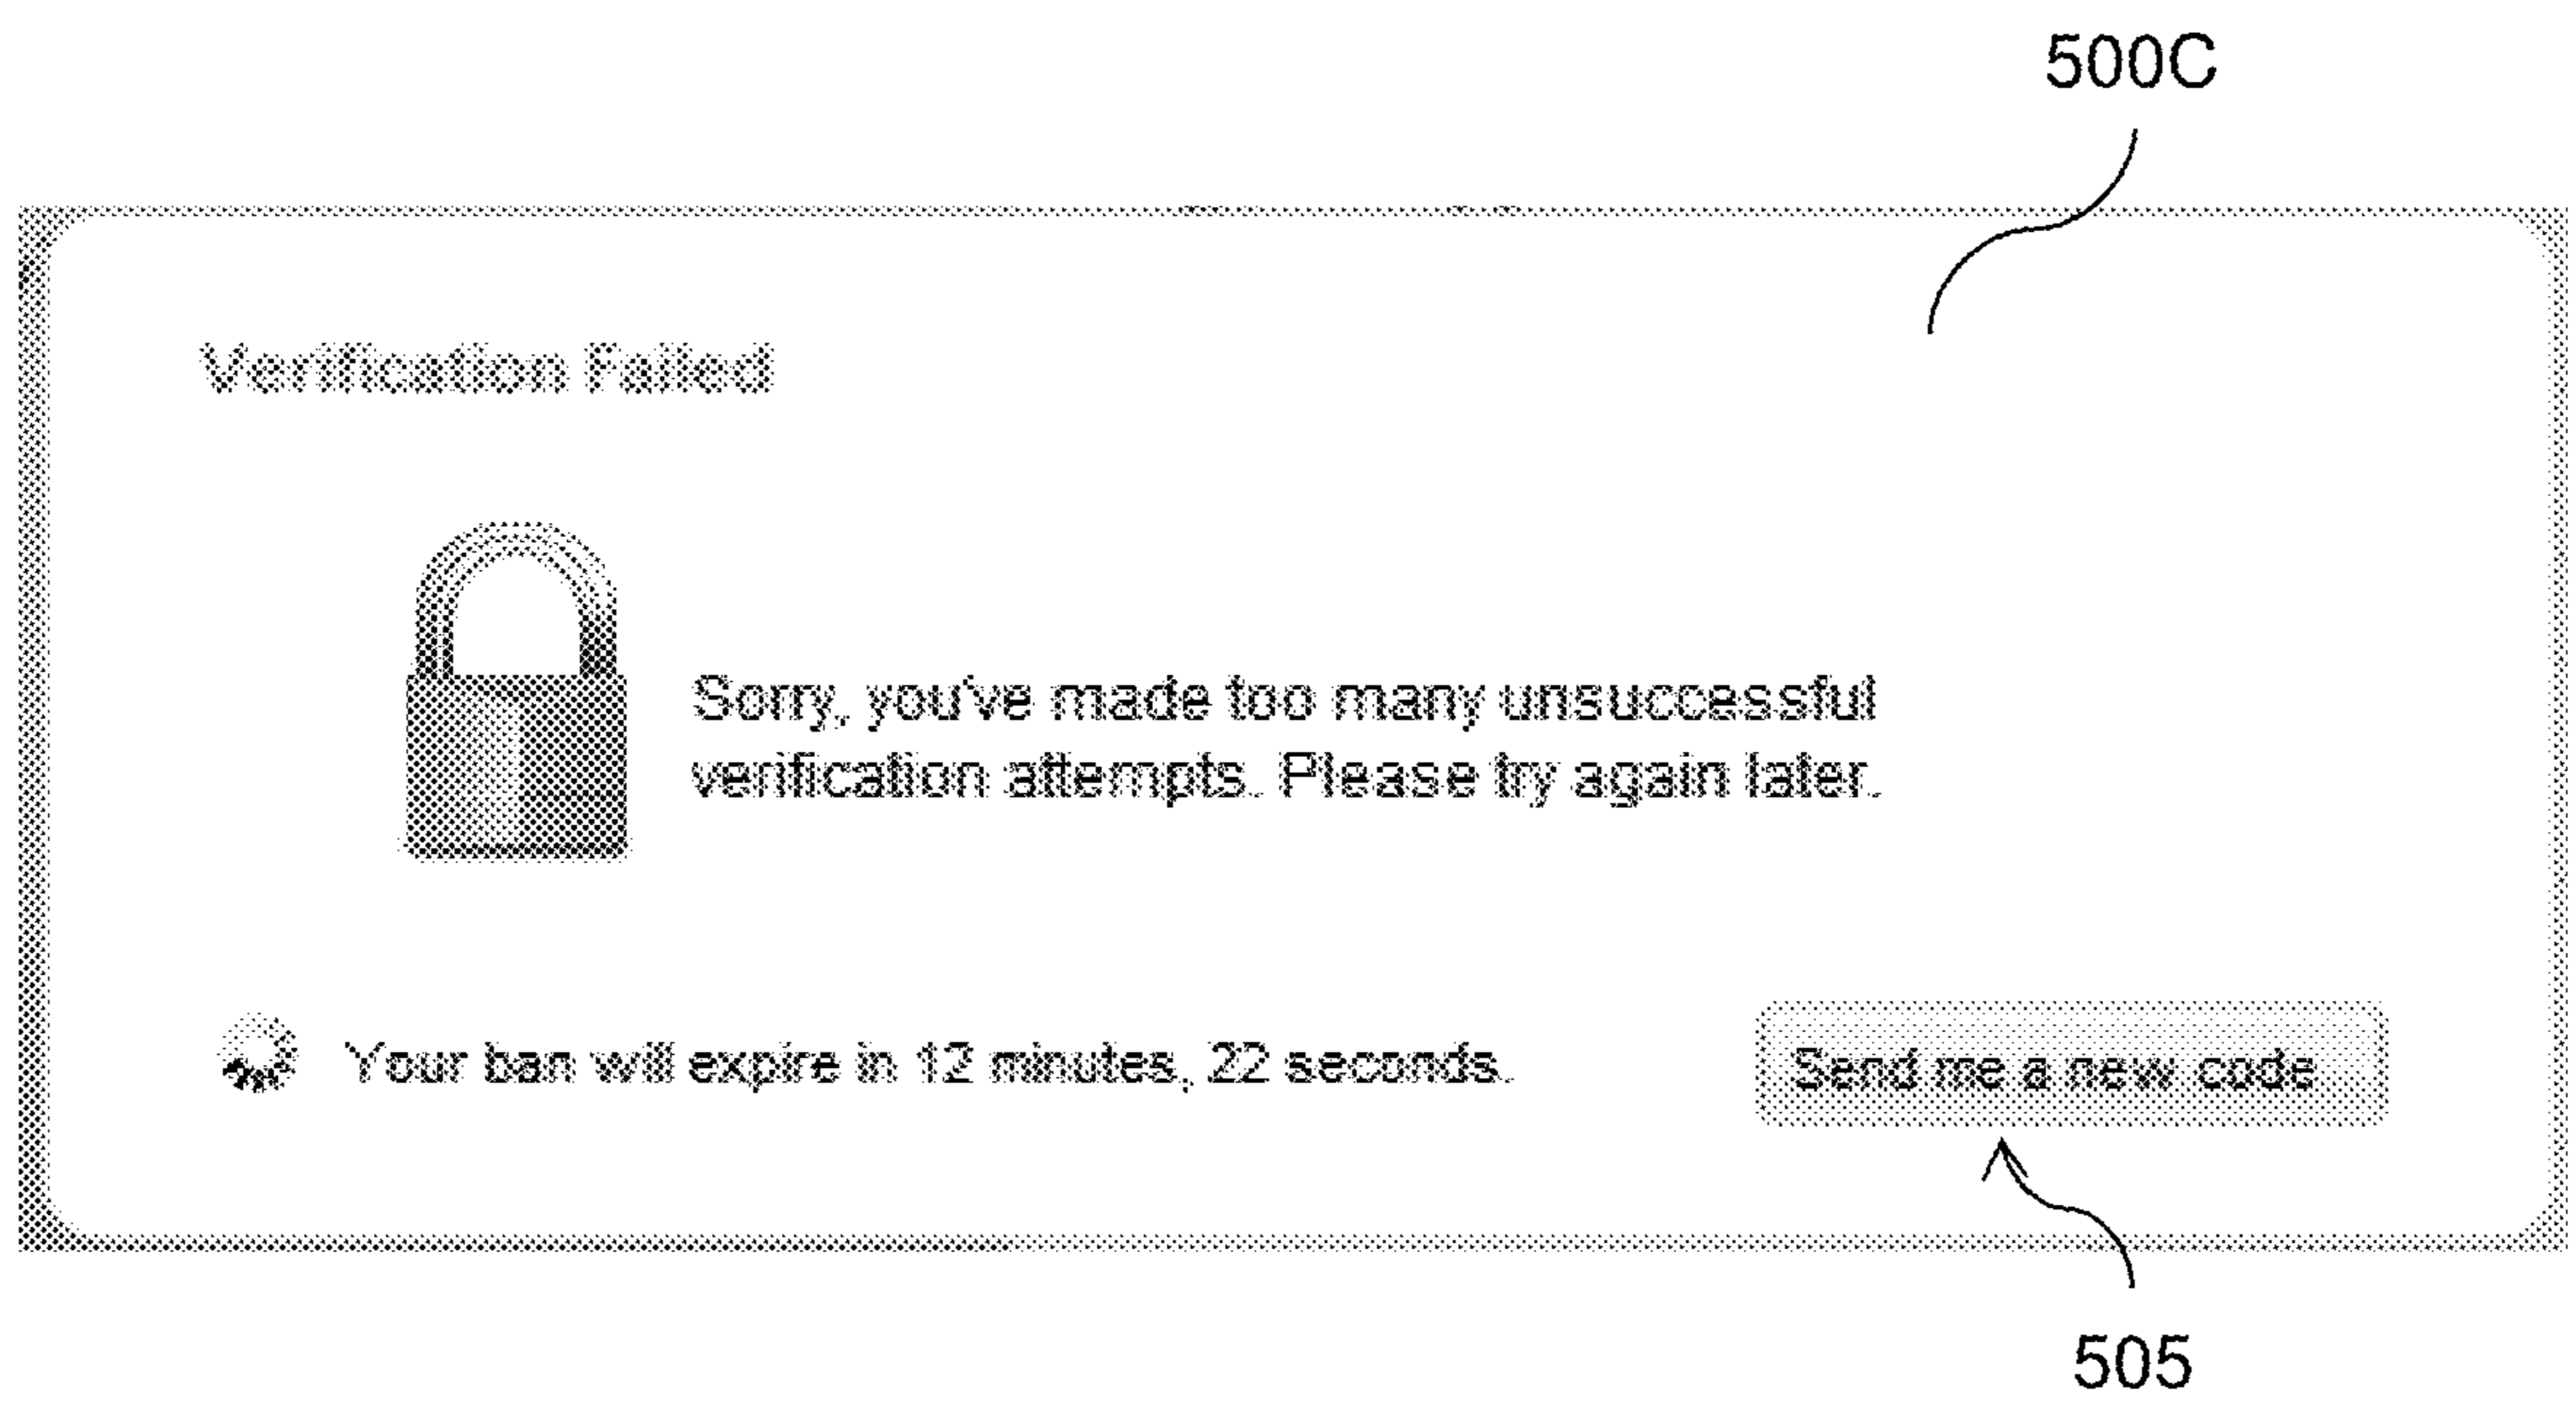 500C
Verification Failed
Sorry, you've made too many unsuccessful
verification attempts. Please try again later.
Your ban will expire in 12 minutes, 22 seconds.
Send me a new code
505